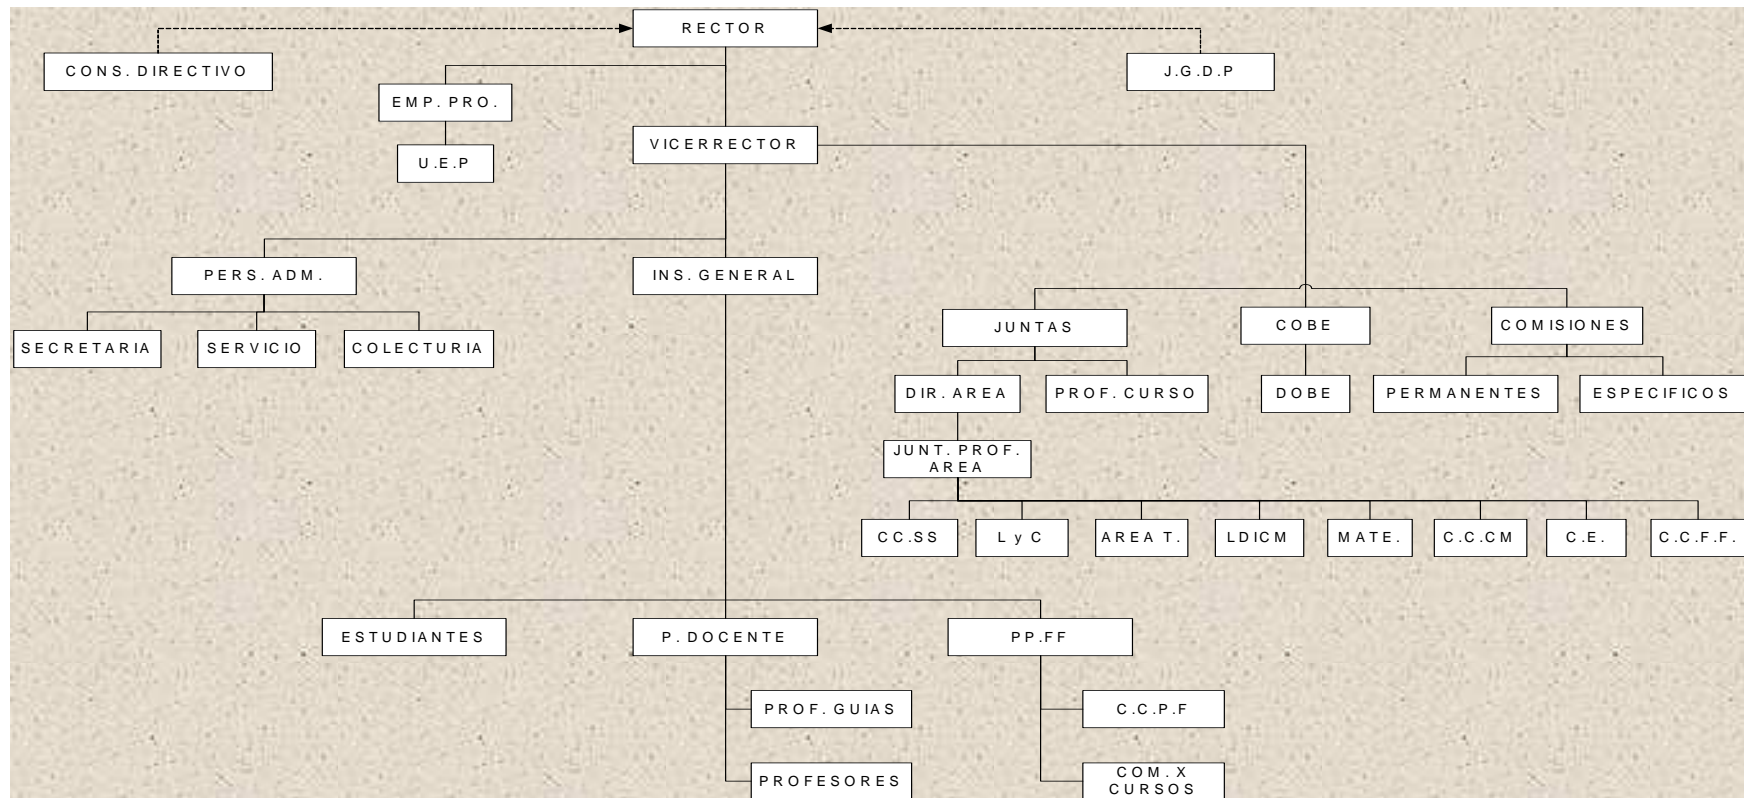 RECTOR
CONS. DIRECTIVO
J.G.D.P
EMP. PRO.
VICERRECTOR
U.E.P
PERS. ADM.
INS. GENERAL
JUNTAS
COBE
COMISIONES
SECRETARIA
SERVICIO
COLECTURIA
DIR. AREA
PROF. CURSO
DOBE
PERMANENTES
ESPECIFICOS
JUNT. PROF.
AREA
CC.SS
L y C
AREA T.
LDICM
MATE.
C.C.CM
C.E.
C.C.F.F.
ESTUDIANTES
P. DOCENTE
PP.FF
PROF. GUIAS
C.C.P.F
PROFESORES
COM. X
CURSOS